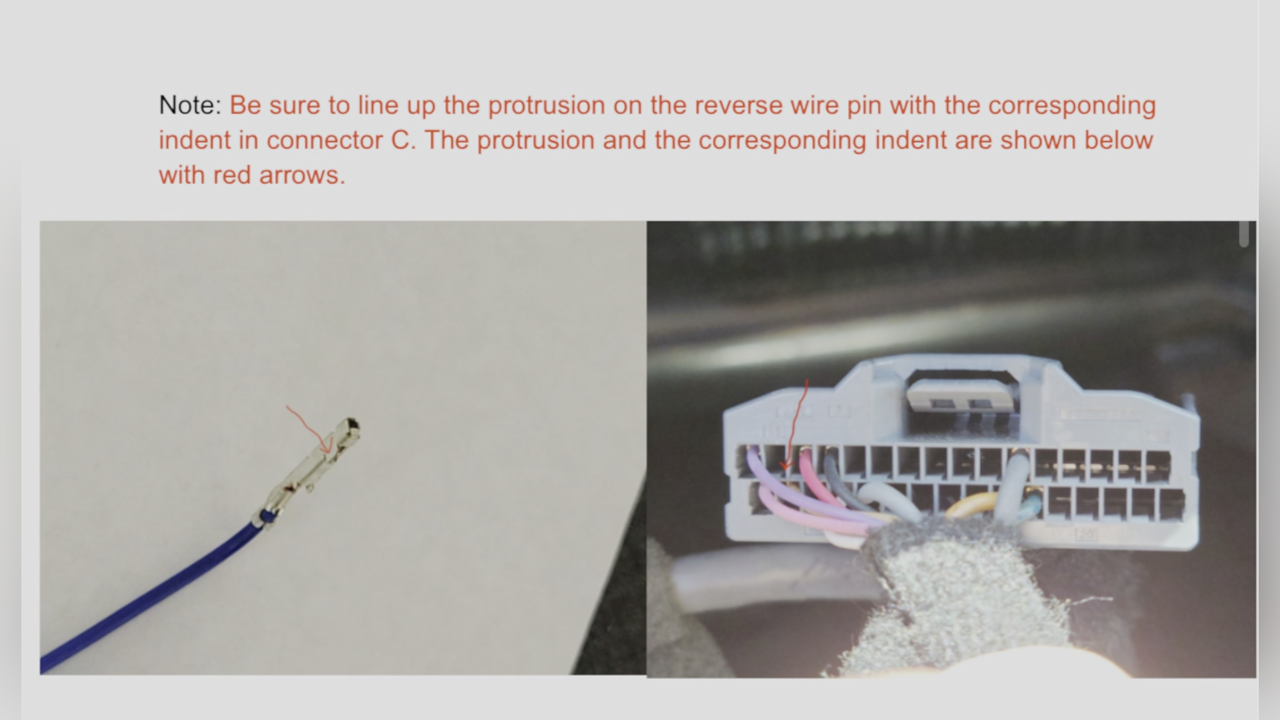 Note: Be sure to line up the protrusion on the reverse wire pin with the corresponding
indent in connector C. The protrusion and the corresponding indent are shown below
with red arrows.